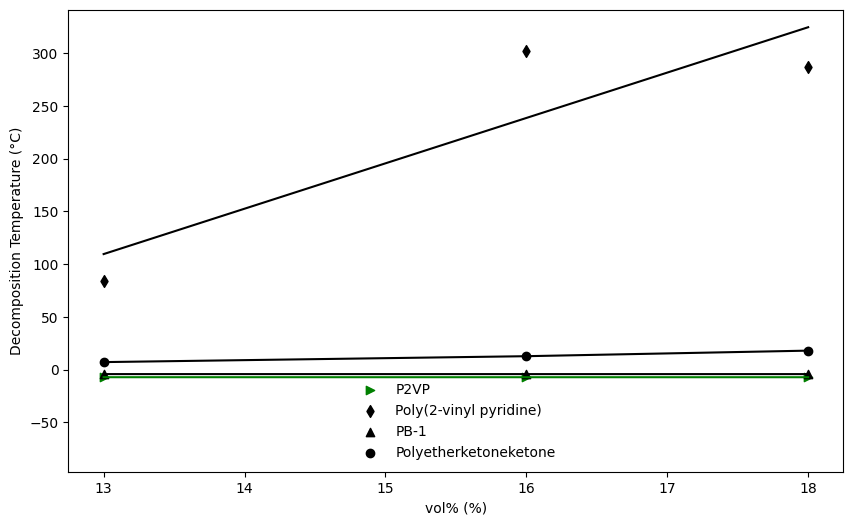 300
250
200
150
100
50
0
−50
Decomposition Temperature (°C)
P2VP
Poly(2-vinyl pyridine)
PB-1
Polyetherketoneketone
13 14 15 16 17 18
vol% (%)